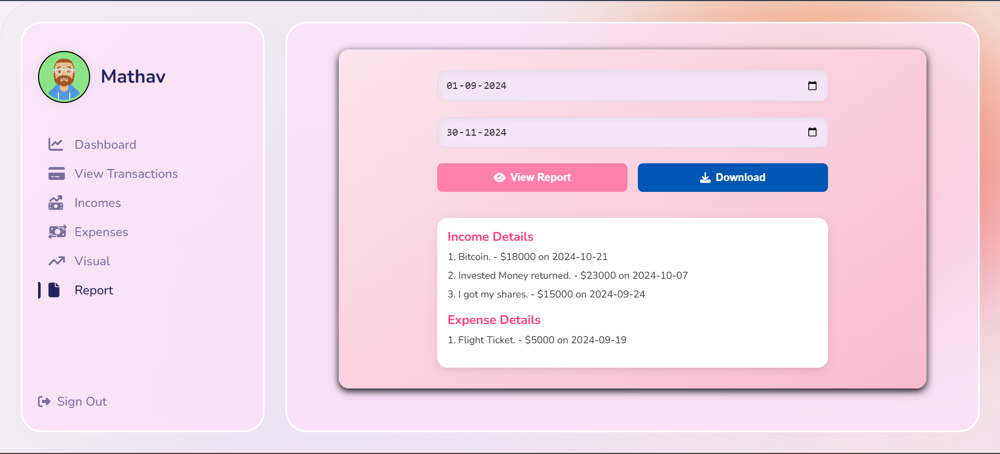 Mathav
Dashboard
View Transactions
Incomes
Expenses
Visual
Report
Sign Out
01-09-2024
30-11-2024
View Report
Download
Income Details
1. Bitcoin. - $18000 on 2024-10-21
2. Invested Money returned. - $23000 on 2024-10-07
3. I got my shares. - $15000 on 2024-09-24
Expense Details
1. Flight Ticket. - $5000 on 2024-09-19